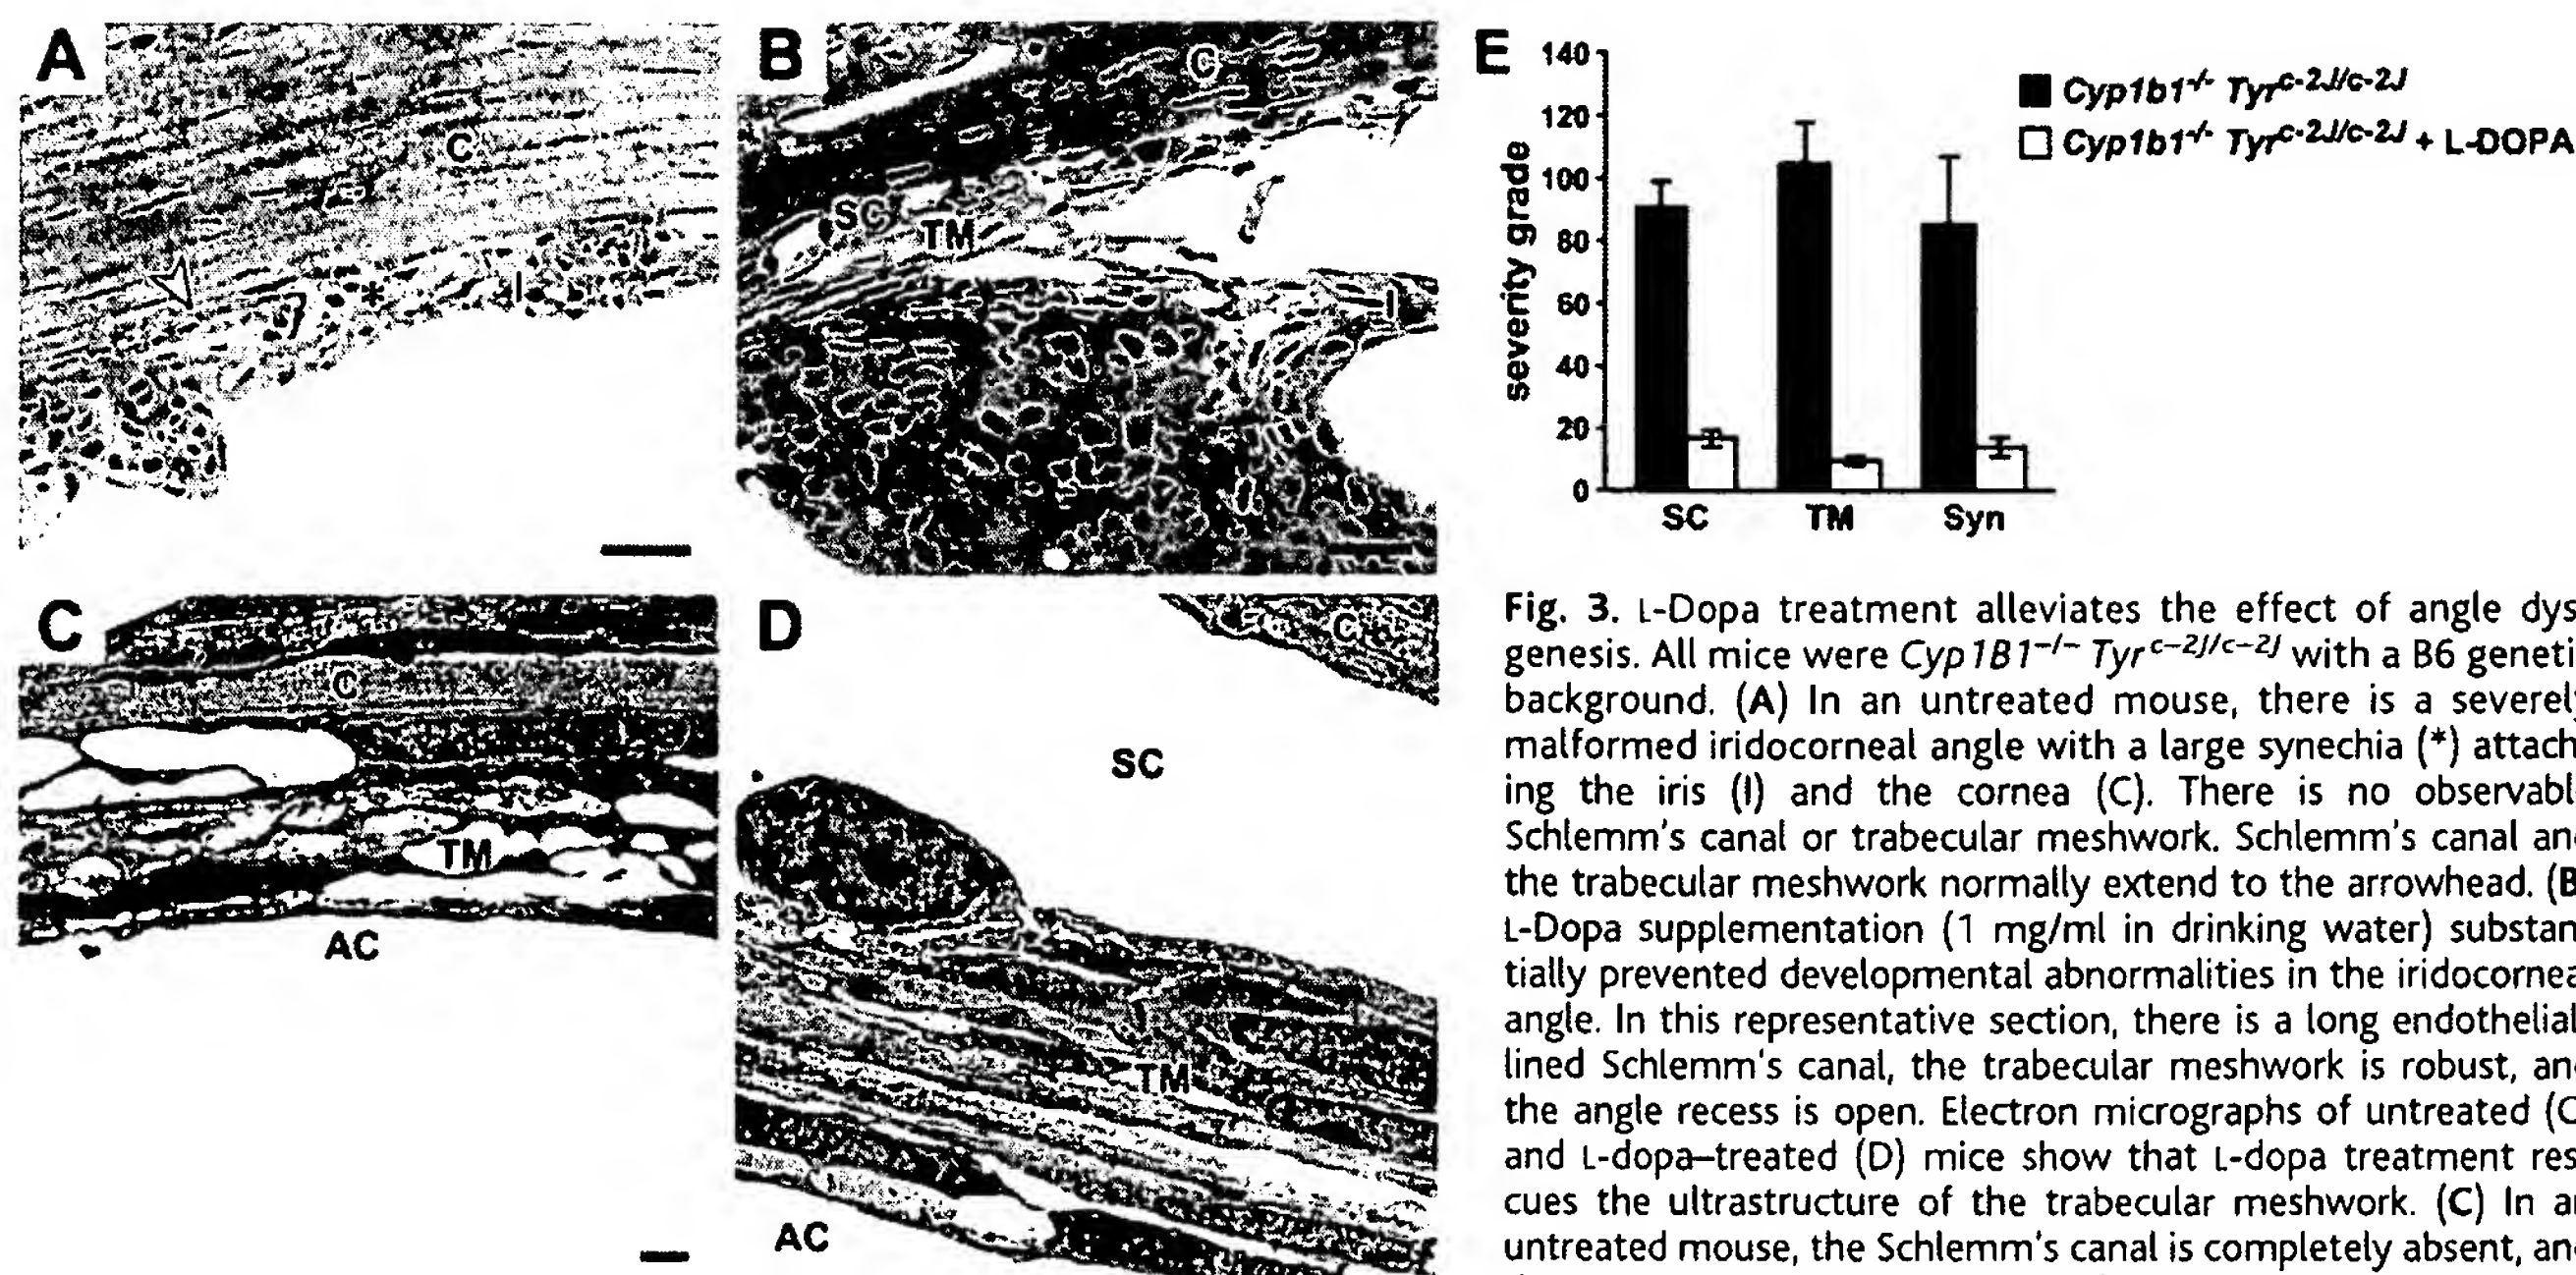 A
C
*
I
B
C
SC
TM
I
C
C
TM
AC
D
C
SC
TM
AC
E
severity grade
140
120
100
80
60
40
20
0
SC TM Syn
Cyp1b1-/- Tyrc-2J/c-2J
Cyp1b1-/- Tyrc-2J/c-2J + L-DOPA
Fig. 3. L-Dopa treatment alleviates the effect of angle dys
genesis. All mice were Cyp1B1−/− Tyr c−2J/c−2J with a B6 geneti
background. (A) In an untreated mouse, there is a severel
malformed iridocorneal angle with a large synechia (*) attach
ing the iris (I) and the cornea (C). There is no observabl
Schlemm's canal or trabecular meshwork. Schlemm's canal an
the trabecular meshwork normally extend to the arrowhead. (B
L-Dopa supplementation (1 mg/ml in drinking water) substan
tially prevented developmental abnormalities in the iridocornea
angle. In this representative section, there is a long endothelial
lined Schlemm's canal, the trabecular meshwork is robust, an
the angle recess is open. Electron micrographs of untreated (C
and L-dopa–treated (D) mice show that L-dopa treatment res
cues the ultrastructure of the trabecular meshwork. (C) In a
untreated mouse, the Schlemm's canal is completely absent, an